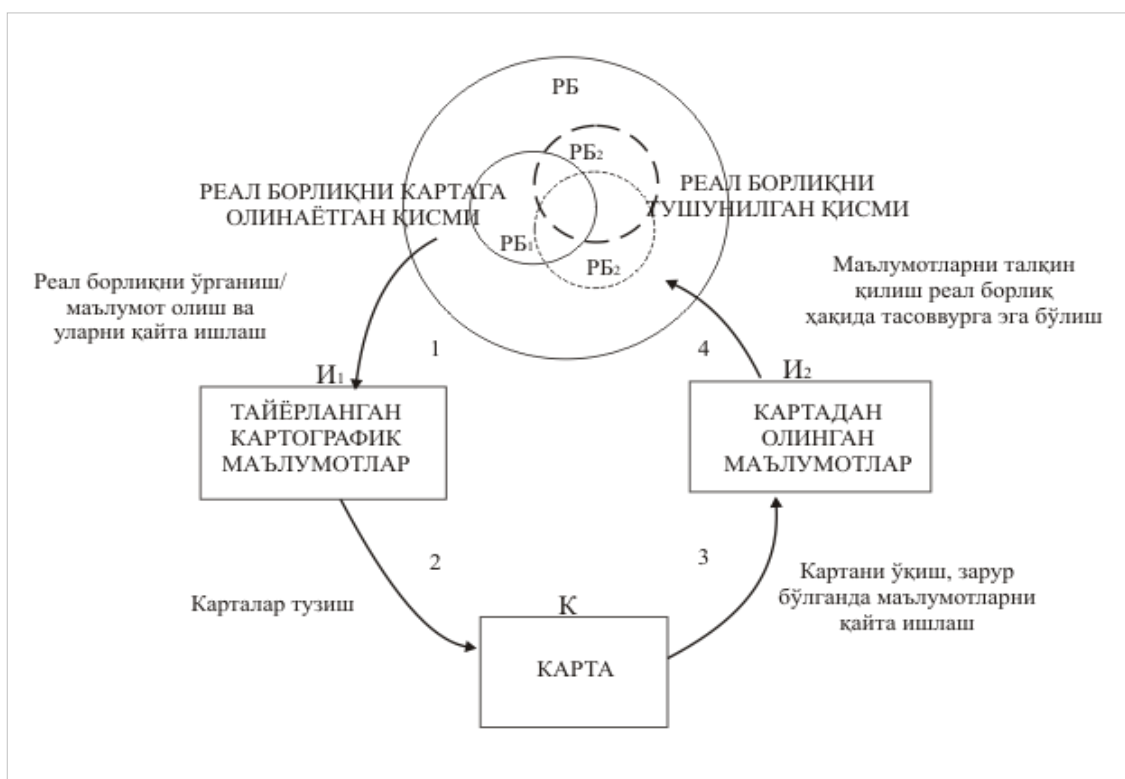 РБ
РБ₂
РЕАЛ БОРЛИҚНИ КАРТАГА
ОЛИНАЁТГАН ҚИСМИ
РЕАЛ БОРЛИҚНИ
ТУШУНИЛГАН ҚИСМИ
РБ₁
РБ₂
Реал борлиқни ўрганиш/
маълумот олиш ва
уларни қайта ишлаш
Маълумотларни талқин
қилиш реал борлиқ
ҳақида тасоввурга эга бўлиш
1
4
И₁
И₂
ТАЙЁРЛАНГАН
КАРТОГРАФИК
МАЪЛУМОТЛАР
КАРТАДАН
ОЛИНГАН
МАЪЛУМОТЛАР
2
3
Карталар тузиш
Картани ўқиш, зарур
бўлганда маълумотларни
қайта ишлаш
К
КАРТА